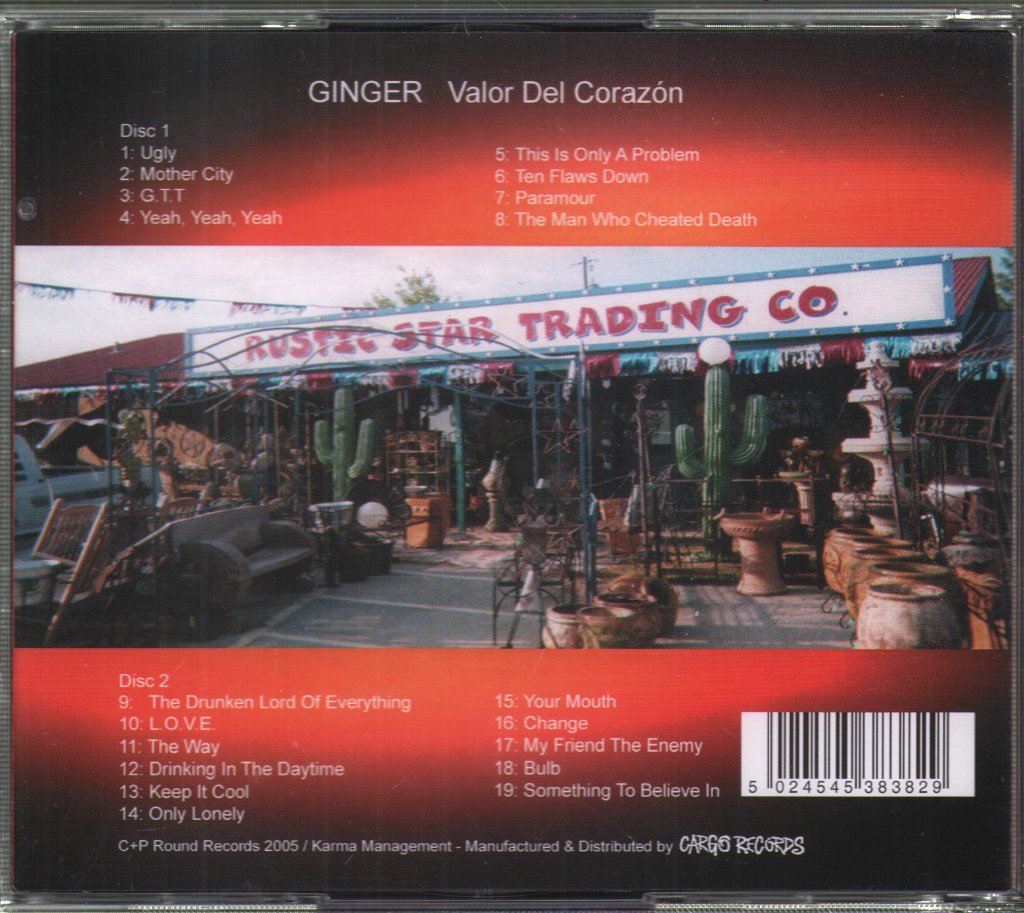 GINGER Valor Del Corazón
Disc 1
1: Ugly
2: Mother City
3: G.T.T
4: Yeah, Yeah, Yeah
5: This Is Only A Problem
6: Ten Flaws Down
7: Paramour
8: The Man Who Cheated Death
RUSTIC STAR TRADING CO.
Disc 2
9: The Drunken Lord Of Everything
10: L.O.V.E.
11: The Way
12: Drinking In The Daytime
13: Keep It Cool
14: Only Lonely
15: Your Mouth
16: Change
17: My Friend The Enemy
18: Bulb
19: Something To Believe In
5 024545 383829
C+P Round Records 2005 / Karma Management - Manufactured & Distributed by CARGO RECORDS